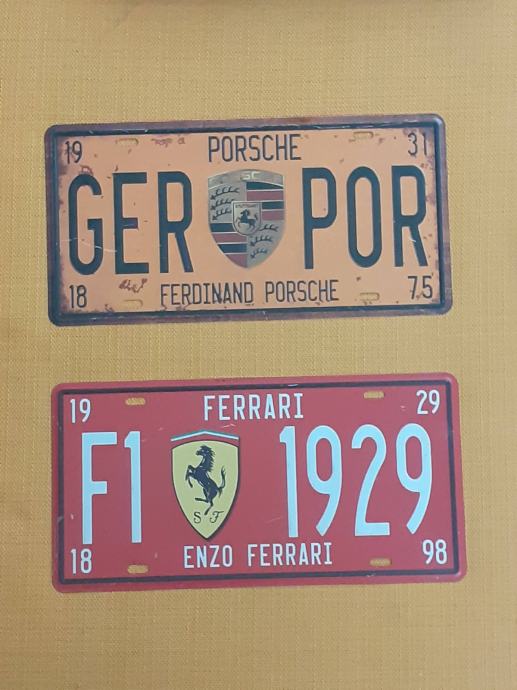 19 PORSCHE 31
GER POR
18 FERDINAND PORSCHE 75
19 FERRARI 29
F1 1929
S F
18 ENZO FERRARI 98